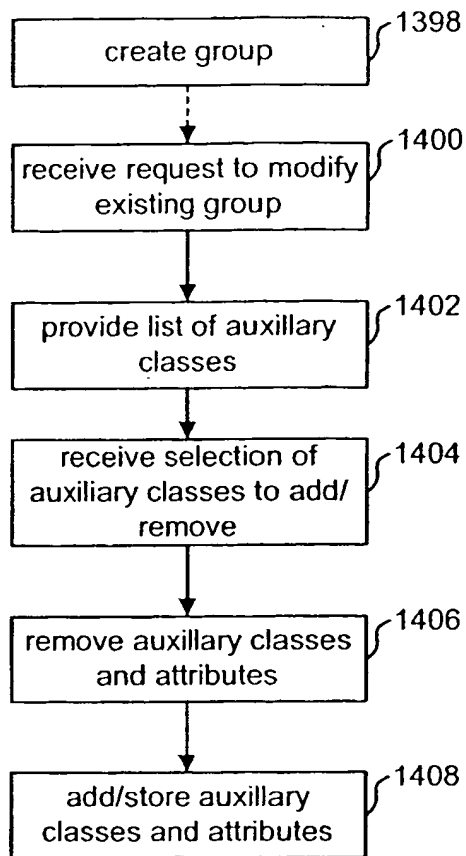 1398
create group
1400
receive request to modify
existing group
1402
provide list of auxillary
classes
1404
receive selection of
auxiliary classes to add/
remove
1406
remove auxillary classes
and attributes
1408
add/store auxillary
classes and attributes